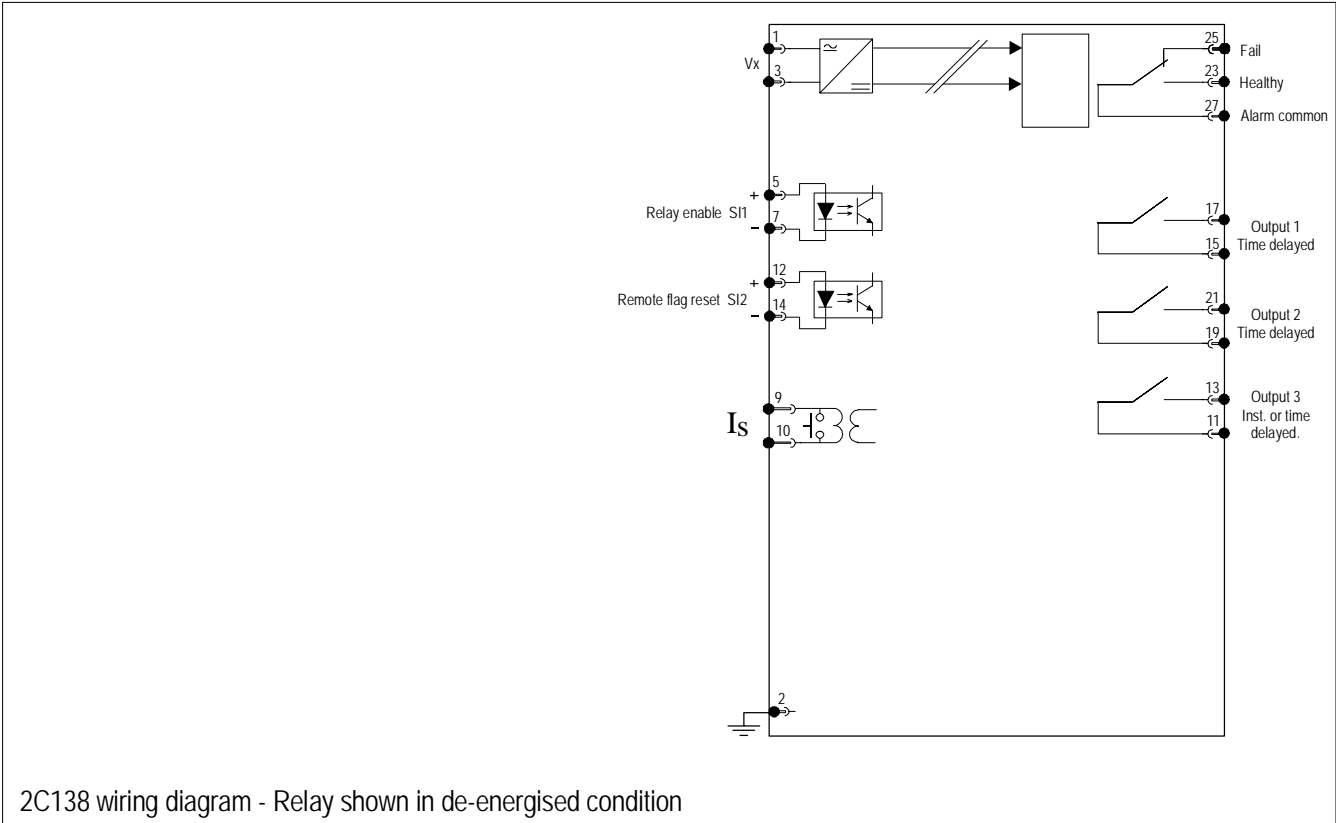 1
Vx
3
25
Fail
23
Healthy
27
Alarm common
+
5
Relay enable SI1
7
−
17
Output 1
Time delayed
15
+
12
Remote flag reset SI2
14
−
21
Output 2
Time delayed
19
9
IS
10
13
Output 3
Inst. or time
delayed.
11
2
2C138 wiring diagram - Relay shown in de-energised condition